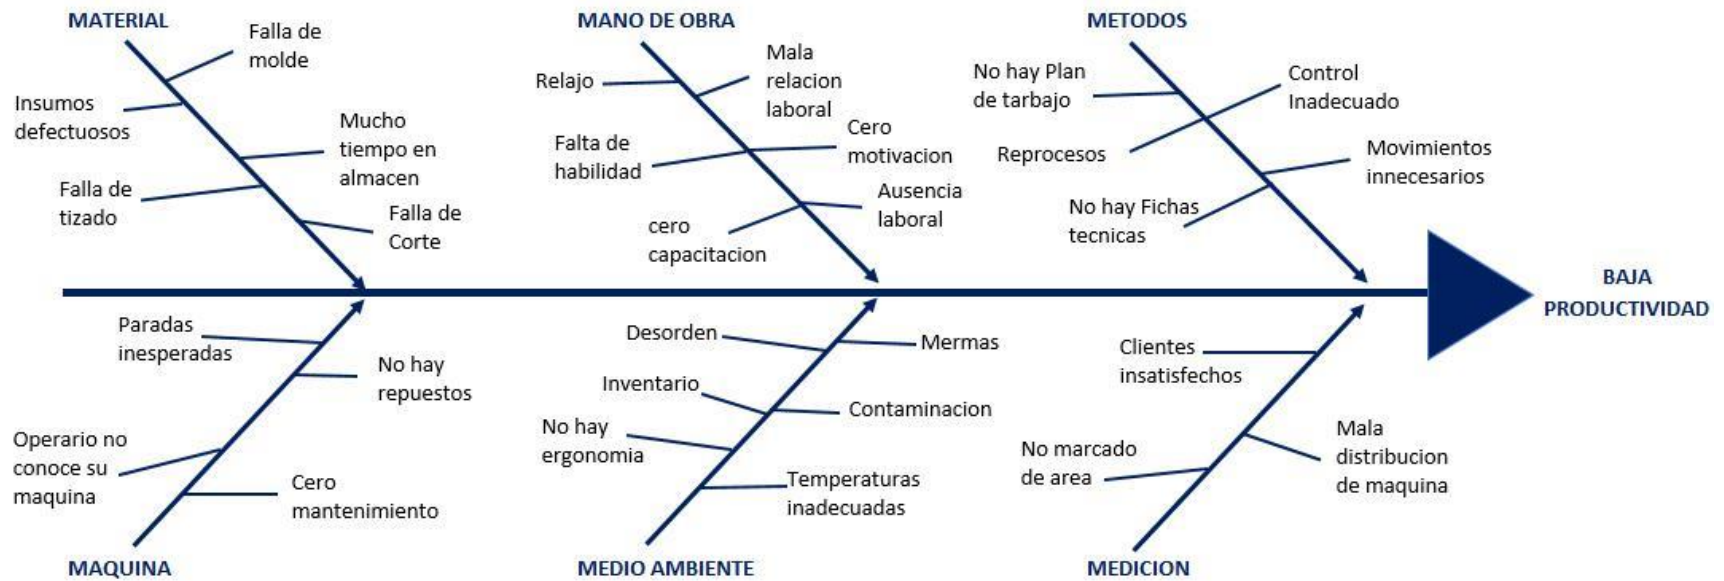 MATERIAL
Falla de
molde
Insumos
defectuosos
Mucho
tiempo en
almacen
Falla de
tizado
Falla de
Corte
MANO DE OBRA
Relajo
Mala
relacion
laboral
Falta de
habilidad
Cero
motivacion
Ausencia
laboral
cero
capacitacion
METODOS
No hay Plan
de tarbajo
Control
Inadecuado
Reprocesos
Movimientos
innecesarios
No hay Fichas
tecnicas
BAJA
PRODUCTIVIDAD
Paradas
inesperadas
No hay
repuestos
Operario no
conoce su
maquina
Cero
mantenimiento
MAQUINA
Desorden
Mermas
Inventario
Contaminacion
No hay
ergonomia
Temperaturas
inadecuadas
MEDIO AMBIENTE
Clientes
insatisfechos
No marcado
de area
Mala
distribucion
de maquina
MEDICION